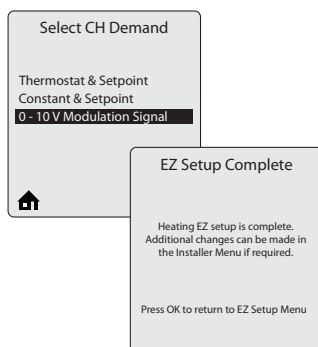 Select CH Demand
Thermostat & Setpoint
Constant & Setpoint
0 - 10 V Modulation Signal
EZ Setup Complete
Heating EZ setup is complete.
Additional changes can be made in
the Installer Menu if required.
Press OK to return to EZ Setup Menu